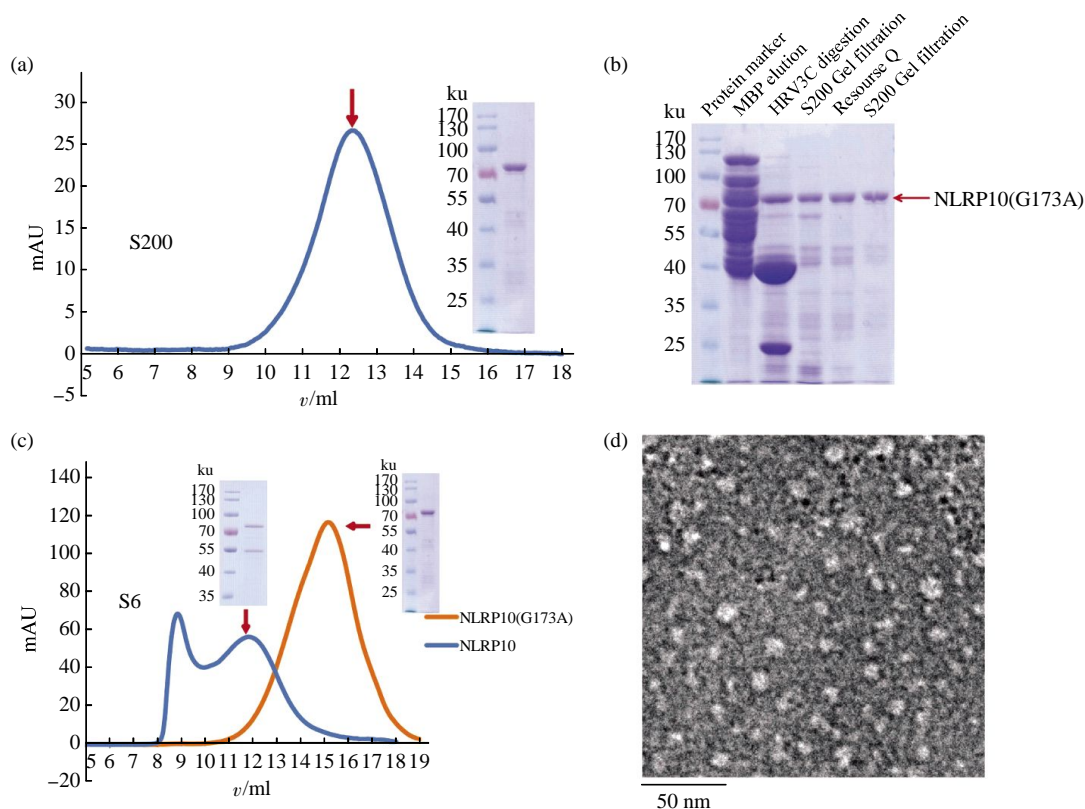 (a)
30
25
20
15
10
5
0
−5
mAU
S200
5 6 7 8 9 10 11 12 13 14 15 16 17 18
v/ml
ku
170
130
100
70
55
40
35
25
(b)
Protein marker
MBP elution
HRV3C digestion
S200 Gel filtration
Resourse Q
S200 Gel filtration
ku
170
130
100
70
55
40
35
25
NLRP10(G173A)
(c)
140
120
100
80
60
40
20
0
−20
mAU
S6
5 6 7 8 9 10 11 12 13 14 15 16 17 18 19
v/ml
ku
170
130
100
70
55
40
35
ku
170
130
100
70
55
40
35
25
NLRP10(G173A)
NLRP10
(d)
50 nm